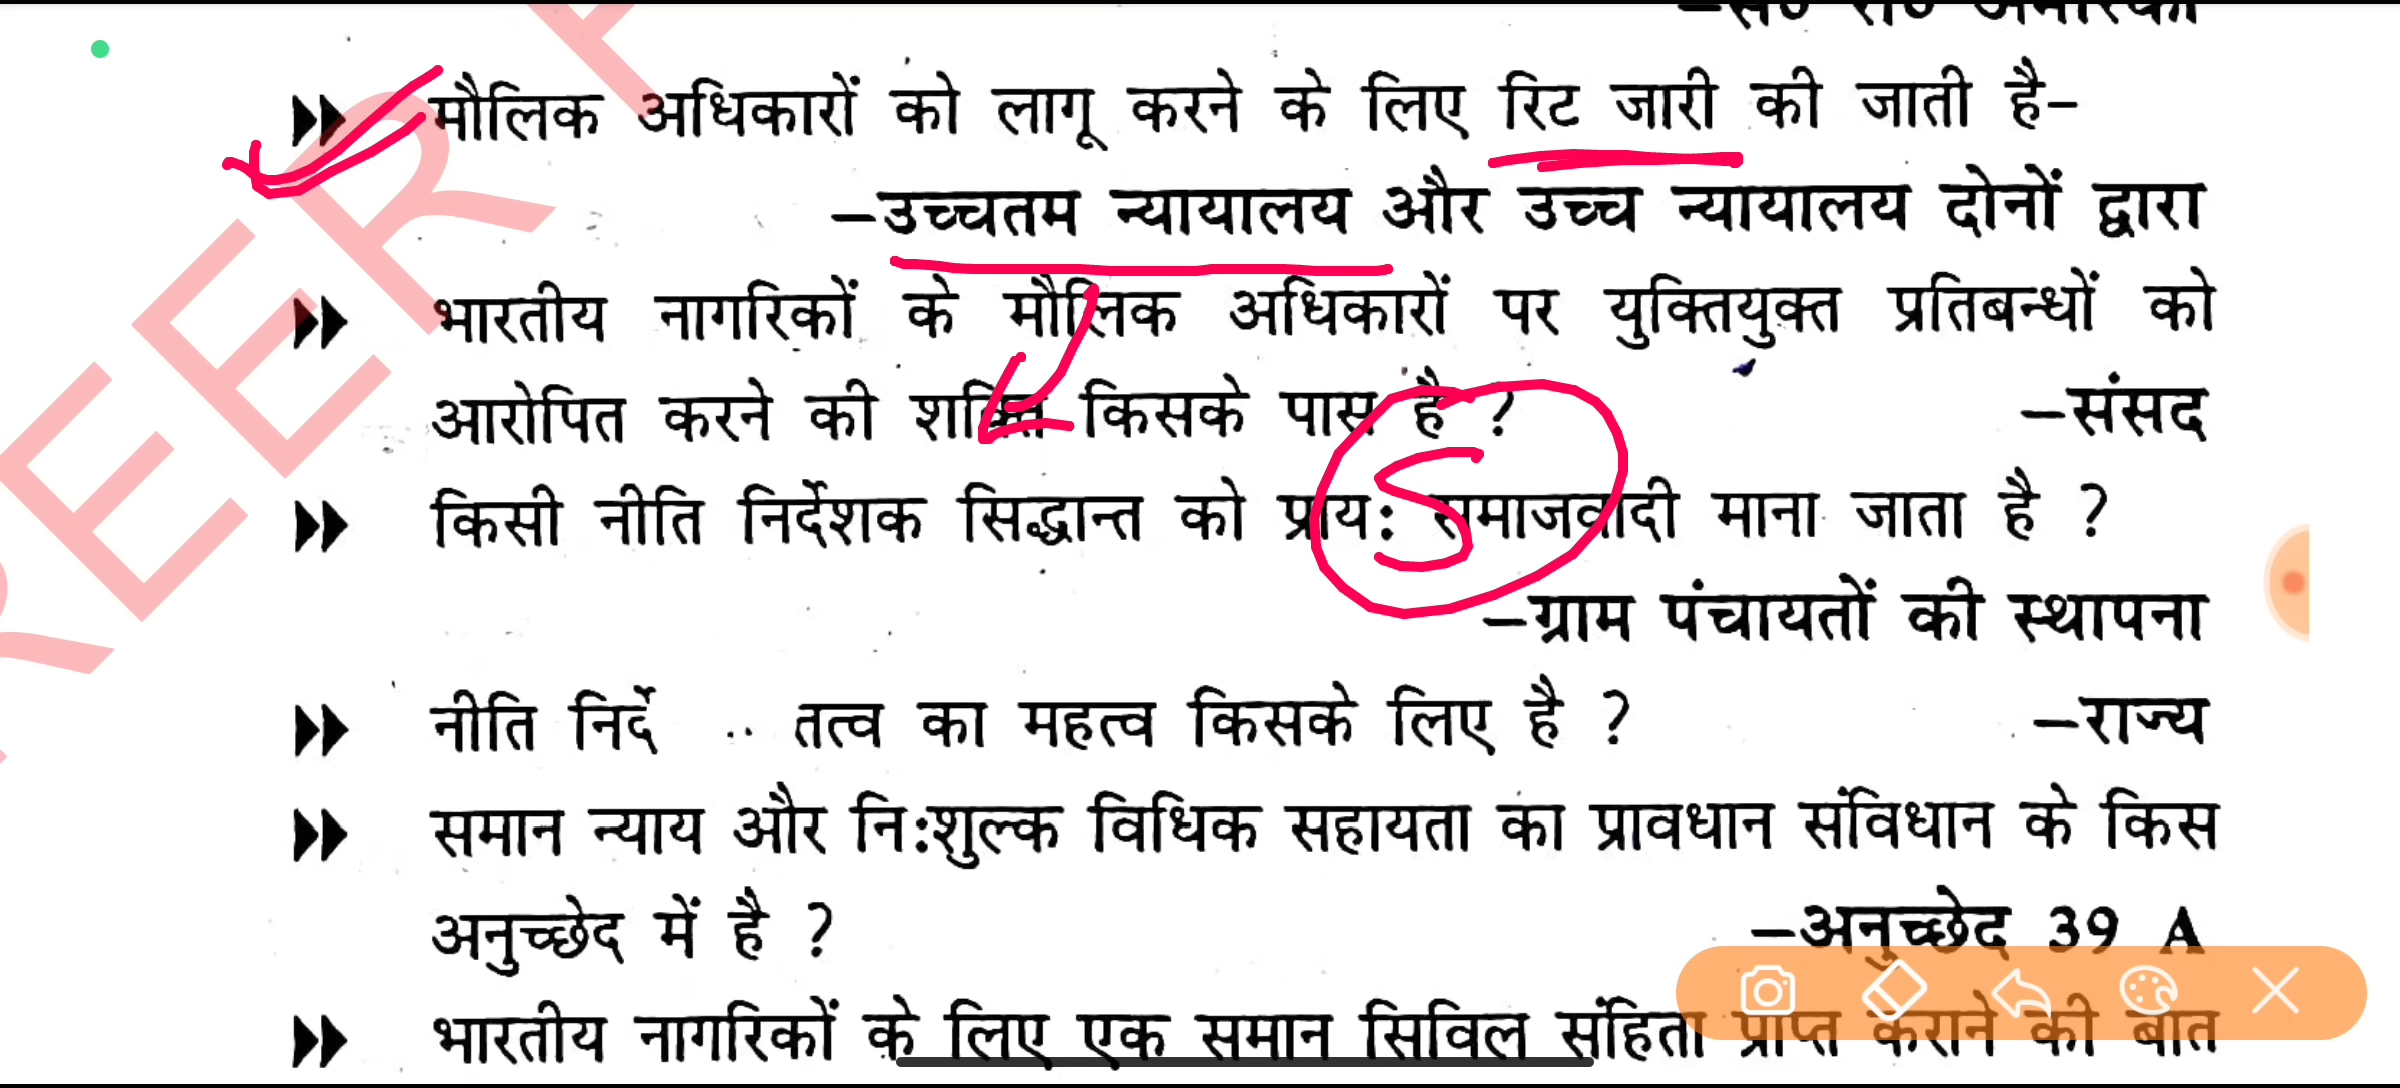 मौलिक अधिकारों को लागू करने के लिए रिट जारी की जाती है-
–उच्चतम न्यायालय और उच्च न्यायालय दोनों द्वारा
भारतीय नागरिकों के मौलिक अधिकारों पर युक्तियुक्त प्रतिबन्धों को
आरोपित करने की शक्ति किसके पास है ? –संसद
किसी नीति निर्देशक सिद्धान्त को प्रायः समाजवादी माना जाता है ?
–ग्राम पंचायतों की स्थापना
नीति निर्दे .. तत्व का महत्व किसके लिए है ? –राज्य
समान न्याय और निःशुल्क विधिक सहायता का प्रावधान संविधान के किस
अनुच्छेद में है ? –अनुच्छेद 39 A
भारतीय नागरिकों के लिए एक समान सिविल संहिता प्राप्त कराने की बात
5